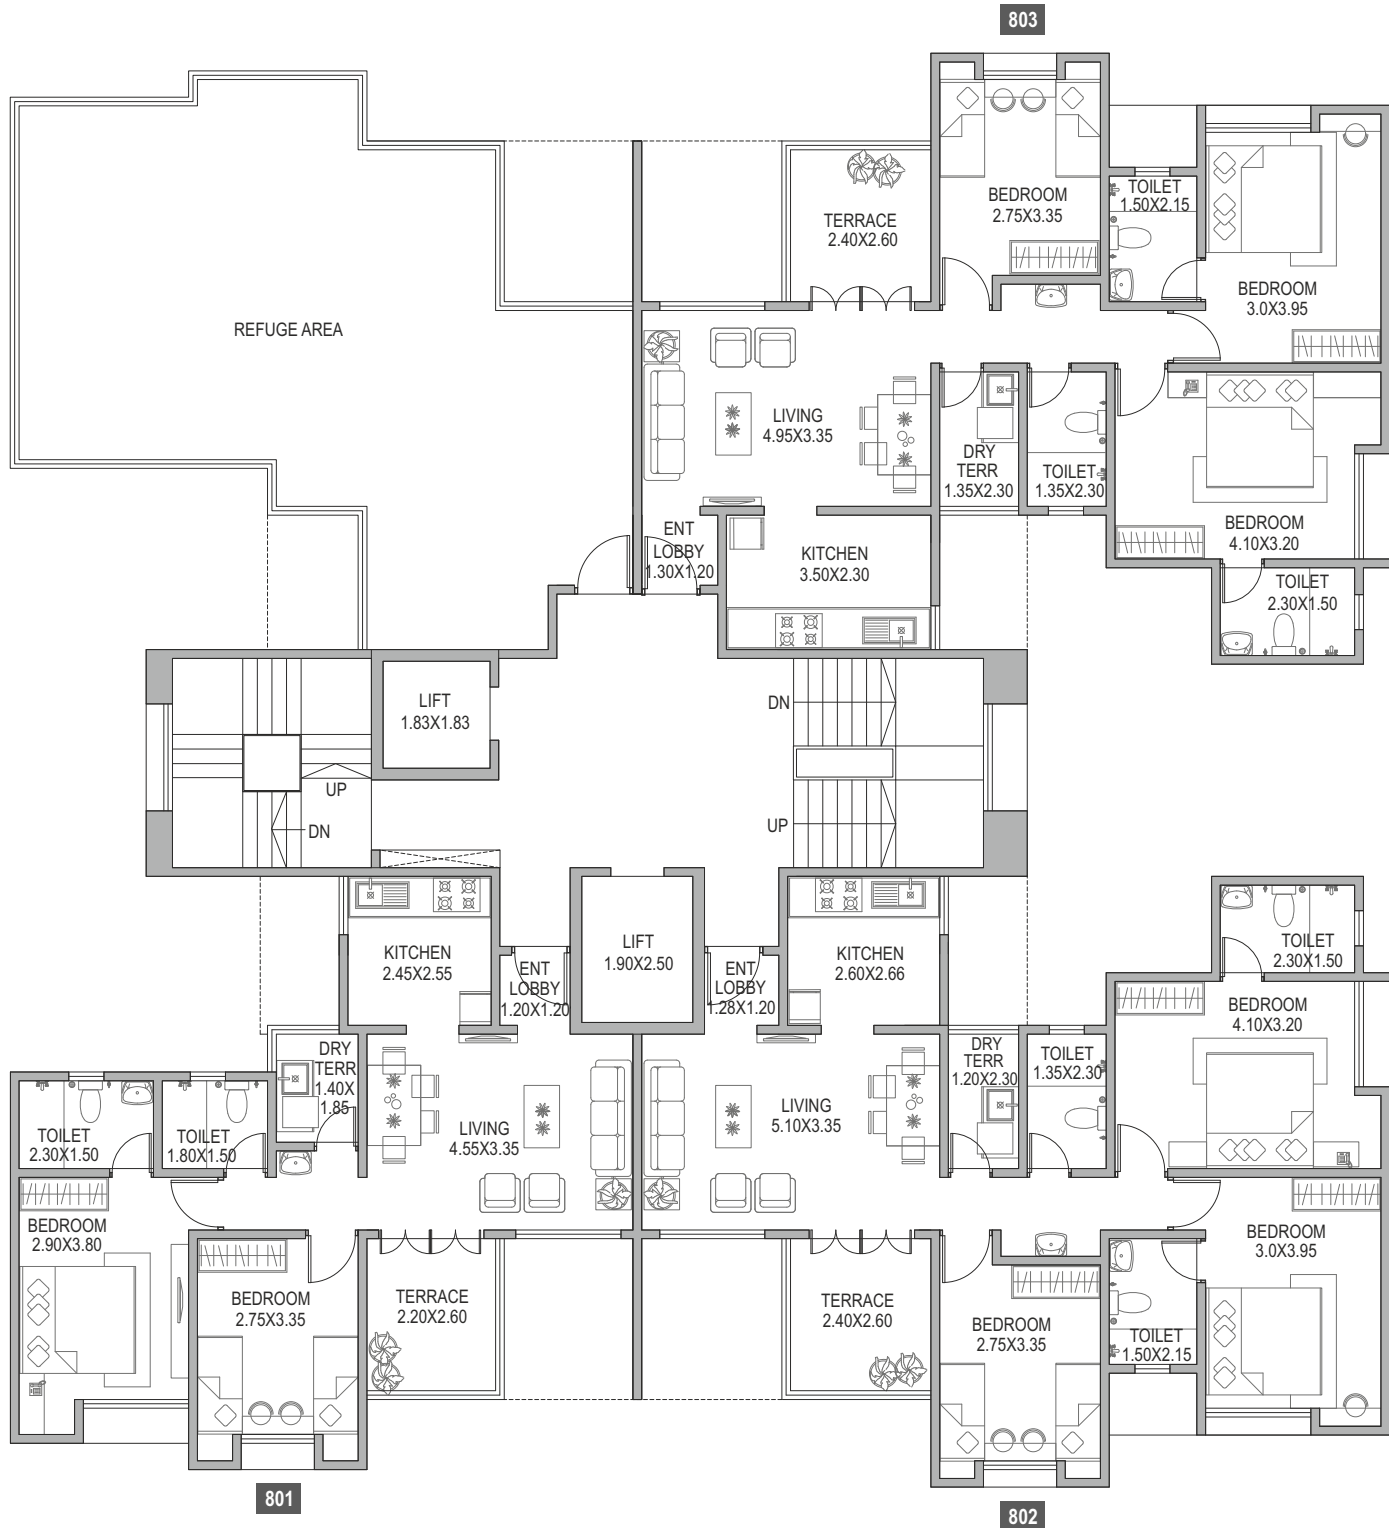 803
BEDROOM
2.75X3.35
TOILET
1.50X2.15
TERRACE
2.40X2.60
BEDROOM
3.0X3.95
REFUGE AREA
LIVING
4.95X3.35
DRY
TERR
1.35X2.30
TOILET
1.35X2.30
BEDROOM
4.10X3.20
ENT
LOBBY
1.30X1.20
KITCHEN
3.50X2.30
TOILET
2.30X1.50
LIFT
1.83X1.83
DN
UP
DN
UP
KITCHEN
2.45X2.55
ENT
LOBBY
1.20X1.20
LIFT
1.90X2.50
ENT
LOBBY
1.28X1.20
KITCHEN
2.60X2.66
TOILET
2.30X1.50
BEDROOM
4.10X3.20
DRY
TERR
1.40X
1.85
DRY
TERR
1.20X2.30
TOILET
1.35X2.30
TOILET
2.30X1.50
TOILET
1.80X1.50
LIVING
4.55X3.35
LIVING
5.10X3.35
BEDROOM
2.90X3.80
BEDROOM
3.0X3.95
BEDROOM
2.75X3.35
TERRACE
2.20X2.60
TERRACE
2.40X2.60
BEDROOM
2.75X3.35
TOILET
1.50X2.15
801
802